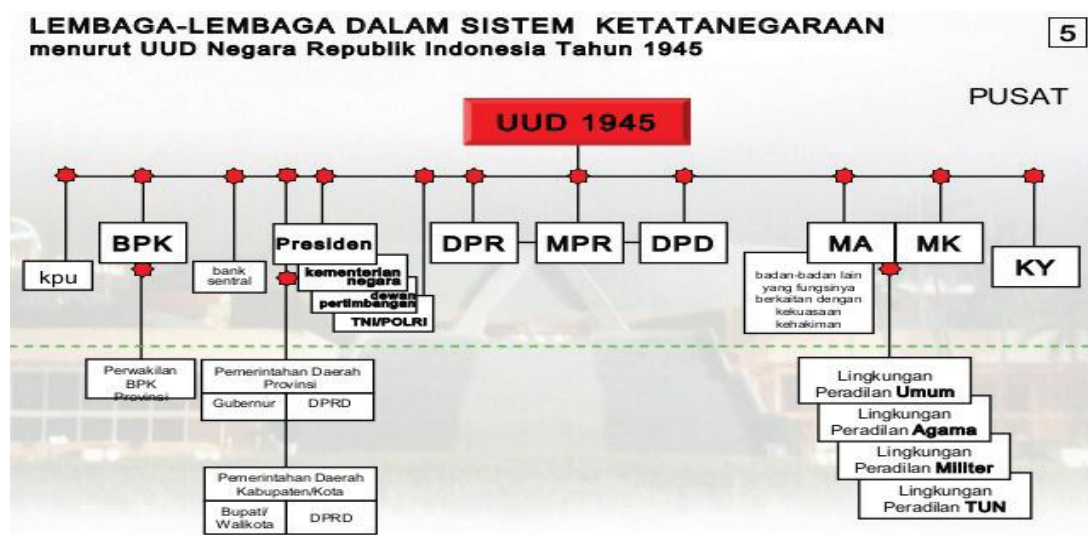 LEMBAGA-LEMBAGA DALAM SISTEM KETATANEGARAAN
menurut UUD Negara Republik Indonesia Tahun 1945
5
PUSAT
UUD 1945
kpu
BPK
bank
sentral
Presiden
kementerian
negara
dewan
pertimbangan
TNI/POLRI
DPR
MPR
DPD
MA
MK
KY
badan-badan lain
yang fungsinya
berkaitan dengan
kekuasaan
kehakiman
Perwakilan
BPK
Provinsi
Pemerintahan Daerah
Provinsi
Gubernur
DPRD
Pemerintahan Daerah
Kabupaten/Kota
Bupati/
Walikota
DPRD
Lingkungan
Peradilan Umum
Lingkungan
Peradilan Agama
Lingkungan
Peradilan Militer
Lingkungan
Peradilan TUN